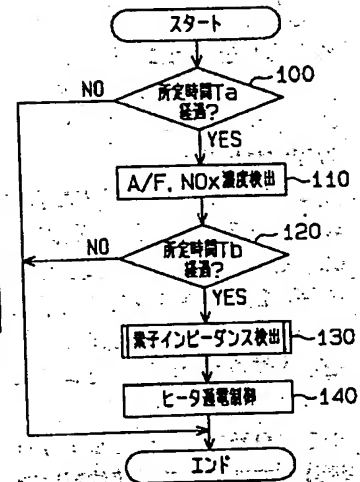 スタート
100
所定時間Ta
経過?
NO
YES
A/F, NOx濃度検出
110
120
所定時間Tb
経過?
NO
YES
素子インピーダンス検出
130
ヒータ通電制御
140
エンド